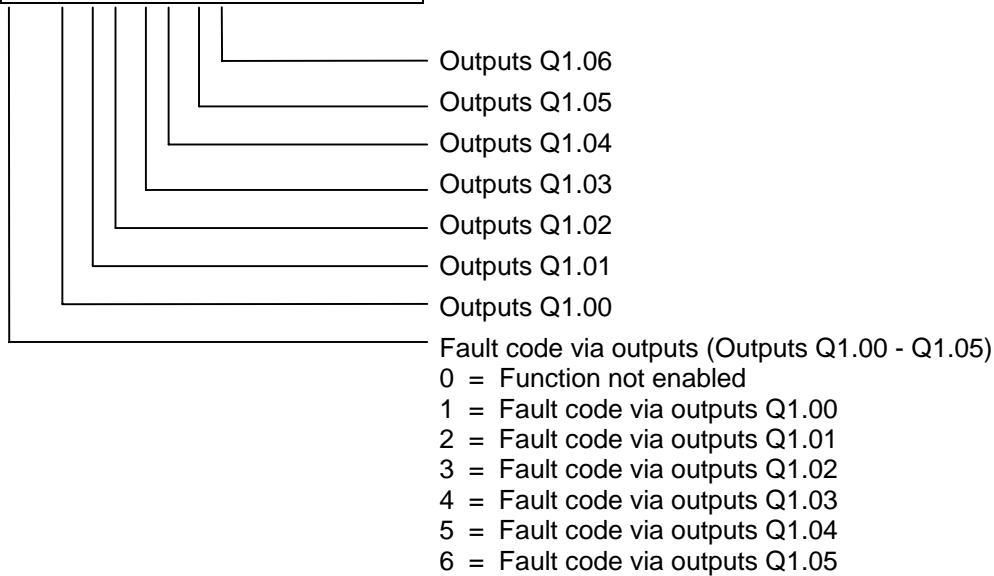 Outputs Q1.06
Outputs Q1.05
Outputs Q1.04
Outputs Q1.03
Outputs Q1.02
Outputs Q1.01
Outputs Q1.00
Fault code via outputs (Outputs Q1.00 - Q1.05)
0 = Function not enabled
1 = Fault code via outputs Q1.00
2 = Fault code via outputs Q1.01
3 = Fault code via outputs Q1.02
4 = Fault code via outputs Q1.03
5 = Fault code via outputs Q1.04
6 = Fault code via outputs Q1.05